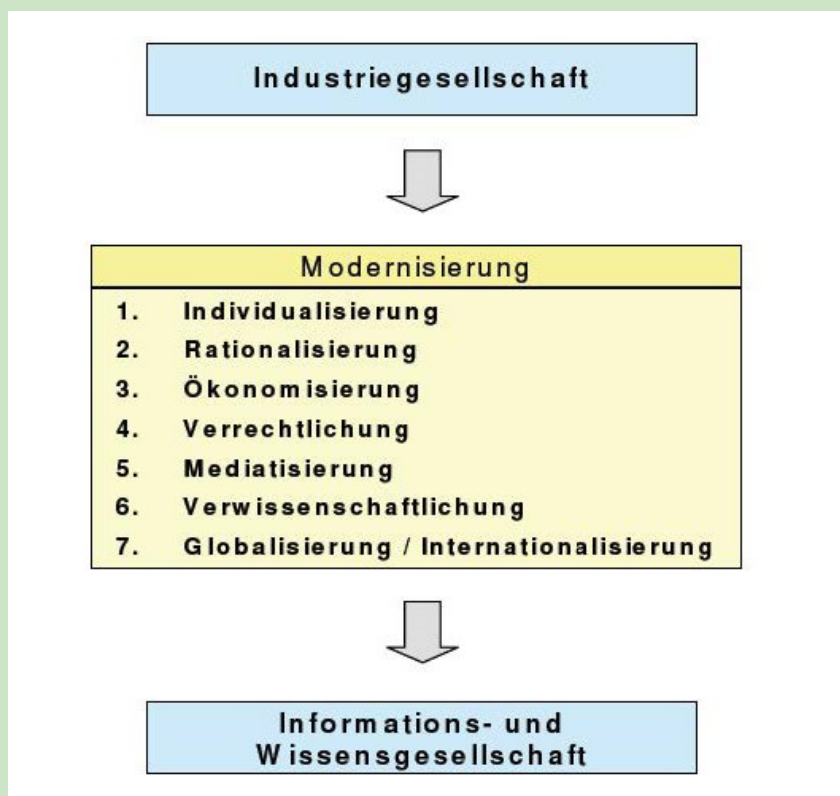 Industriegesellschaft
Modernisierung
1. Individualisierung
2. Rationalisierung
3. Ökonomisierung
4. Verrechtlichung
5. Mediatisierung
6. Verwissenschaftlichung
7. Globalisierung / Internationalisierung
Informations- und
Wissensgesellschaft